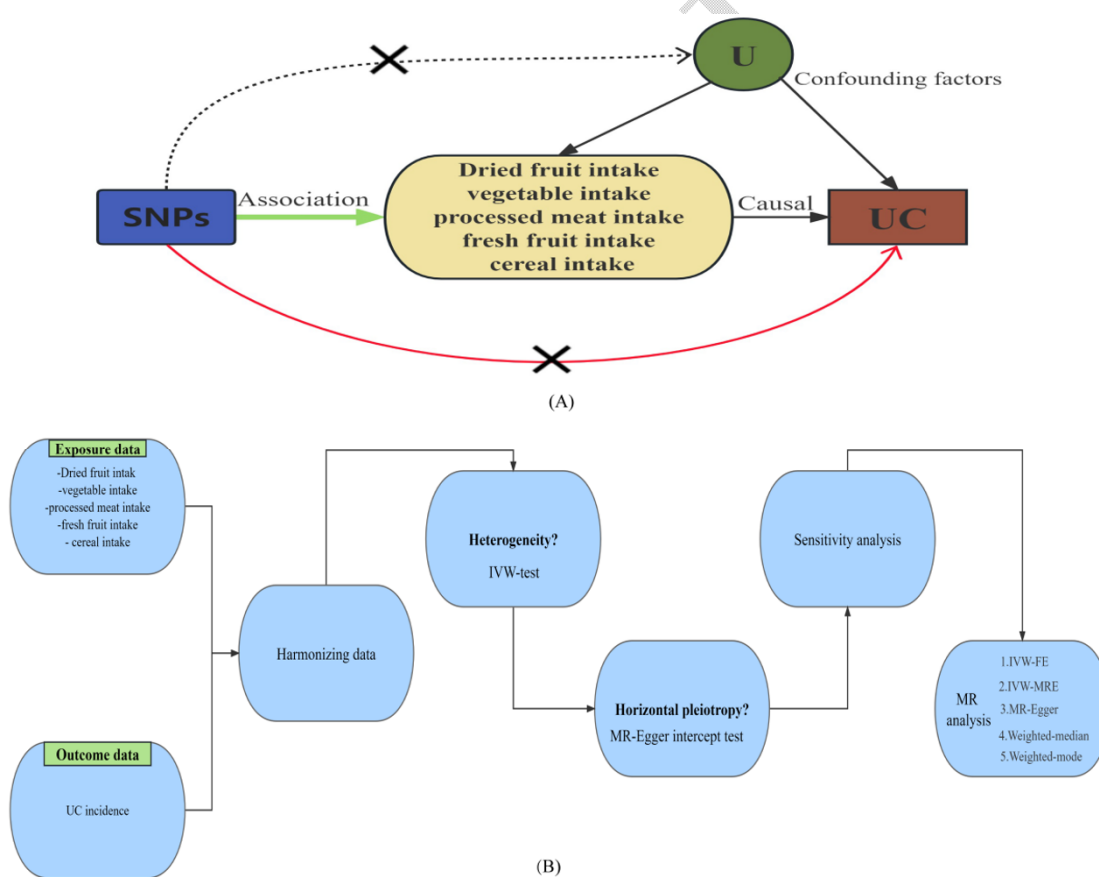 U
Confounding factors
SNPs
Association
Dried fruit intake
vegetable intake
processed meat intake
fresh fruit intake
cereal intake
Causal
UC
(A)
Exposure data
-Dried fruit intak
-vegetable intake
-processed meat intake
-fresh fruit intake
- cereal intake
Outcome data
UC incidence
Harmonizing data
Heterogeneity?
IVW-test
Horizontal pleiotropy?
MR-Egger intercept test
Sensitivity analysis
MR
analysis
1.IVW-FE
2.IVW-MRE
3.MR-Egger
4.Weighted-median
5.Weighted-mode
(B)